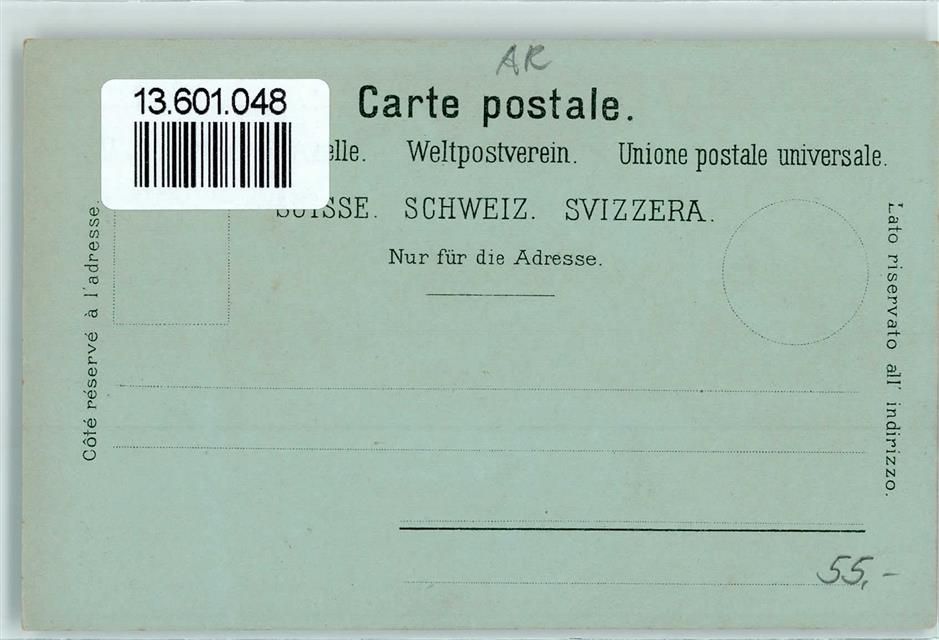 AR
13.601.048
Carte postale.
elle. Weltpostverein. Unione postale universale.
SUISSE. SCHWEIZ. SVIZZERA.
Nur für die Adresse.
Côté réservé à l'adresse.
Lato riservato all' indirizzo.
55,-